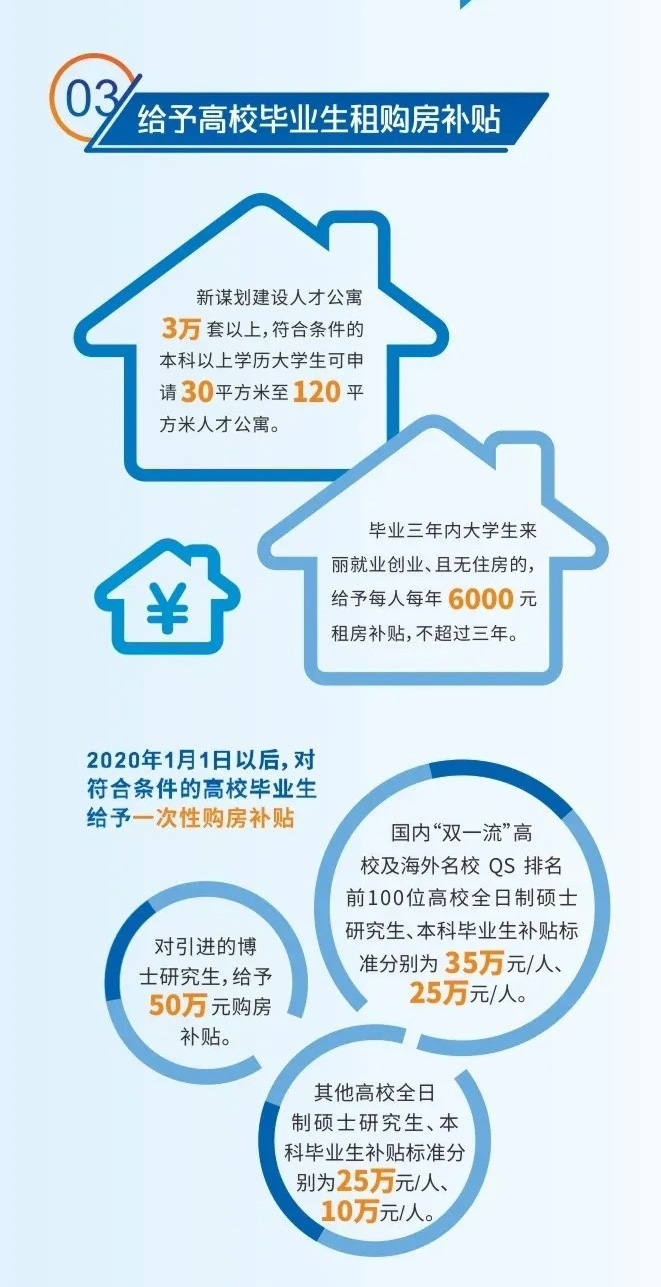 03
给予高校毕业生租购房补贴
新谋划建设人才公寓
3万套以上,符合条件的
本科以上学历大学生可申
请30平方米至120平
方米人才公寓。
毕业三年内大学生来
丽就业创业、且无住房的,
给予每人每年6000元
租房补贴,不超过三年。
¥
2020年1月1日以后,对
符合条件的高校毕业生
给予一次性购房补贴
国内“双一流”高
校及海外名校 QS 排名
前100位高校全日制硕士
研究生、本科毕业生补贴标
准分别为 35万元/人、
25万元/人。
对引进的博
士研究生,给予
50万元购房
补贴。
其他高校全日
制硕士研究生、本
科毕业生补贴标准分
别为25万元/人、
10万元/人。